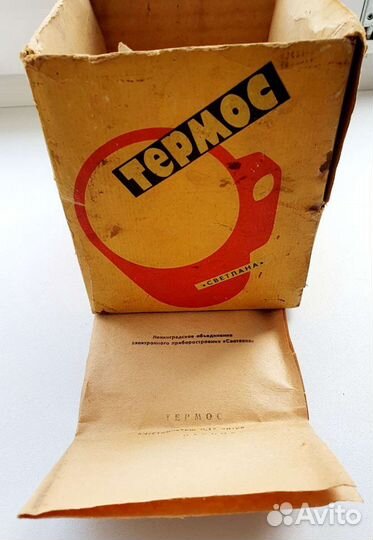 ТЕРМОС
«СВЕТЛАНА»
Ленинградское объединение
электронного приборостроения «Светлана»
ТЕРМОС
Avito